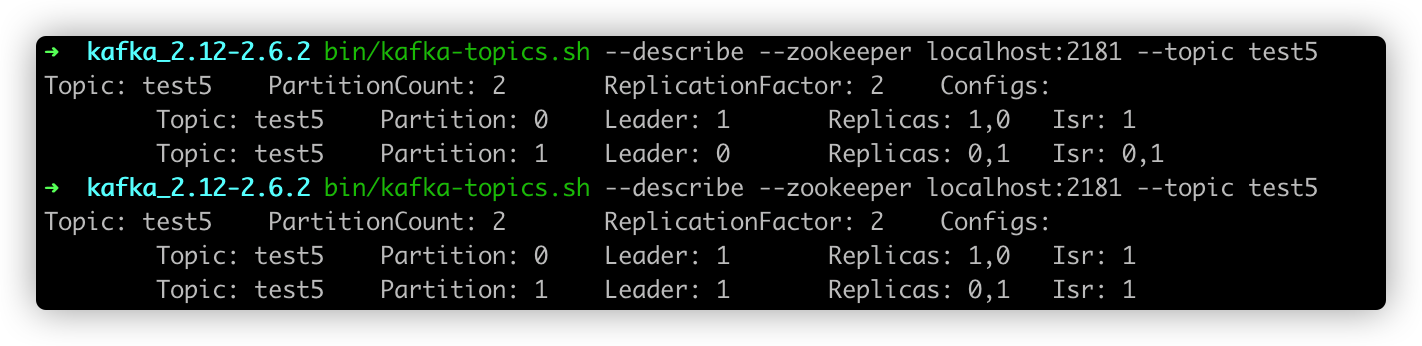 ➜  kafka_2.12-2.6.2 bin/kafka-topics.sh --describe --zookeeper localhost:2181 --topic test5
Topic: test5	PartitionCount: 2	ReplicationFactor: 2	Configs:
	Topic: test5	Partition: 0	Leader: 1	Replicas: 1,0	Isr: 1
	Topic: test5	Partition: 1	Leader: 0	Replicas: 0,1	Isr: 0,1
➜  kafka_2.12-2.6.2 bin/kafka-topics.sh --describe --zookeeper localhost:2181 --topic test5
Topic: test5	PartitionCount: 2	ReplicationFactor: 2	Configs:
	Topic: test5	Partition: 0	Leader: 1	Replicas: 1,0	Isr: 1
	Topic: test5	Partition: 1	Leader: 1	Replicas: 0,1	Isr: 1